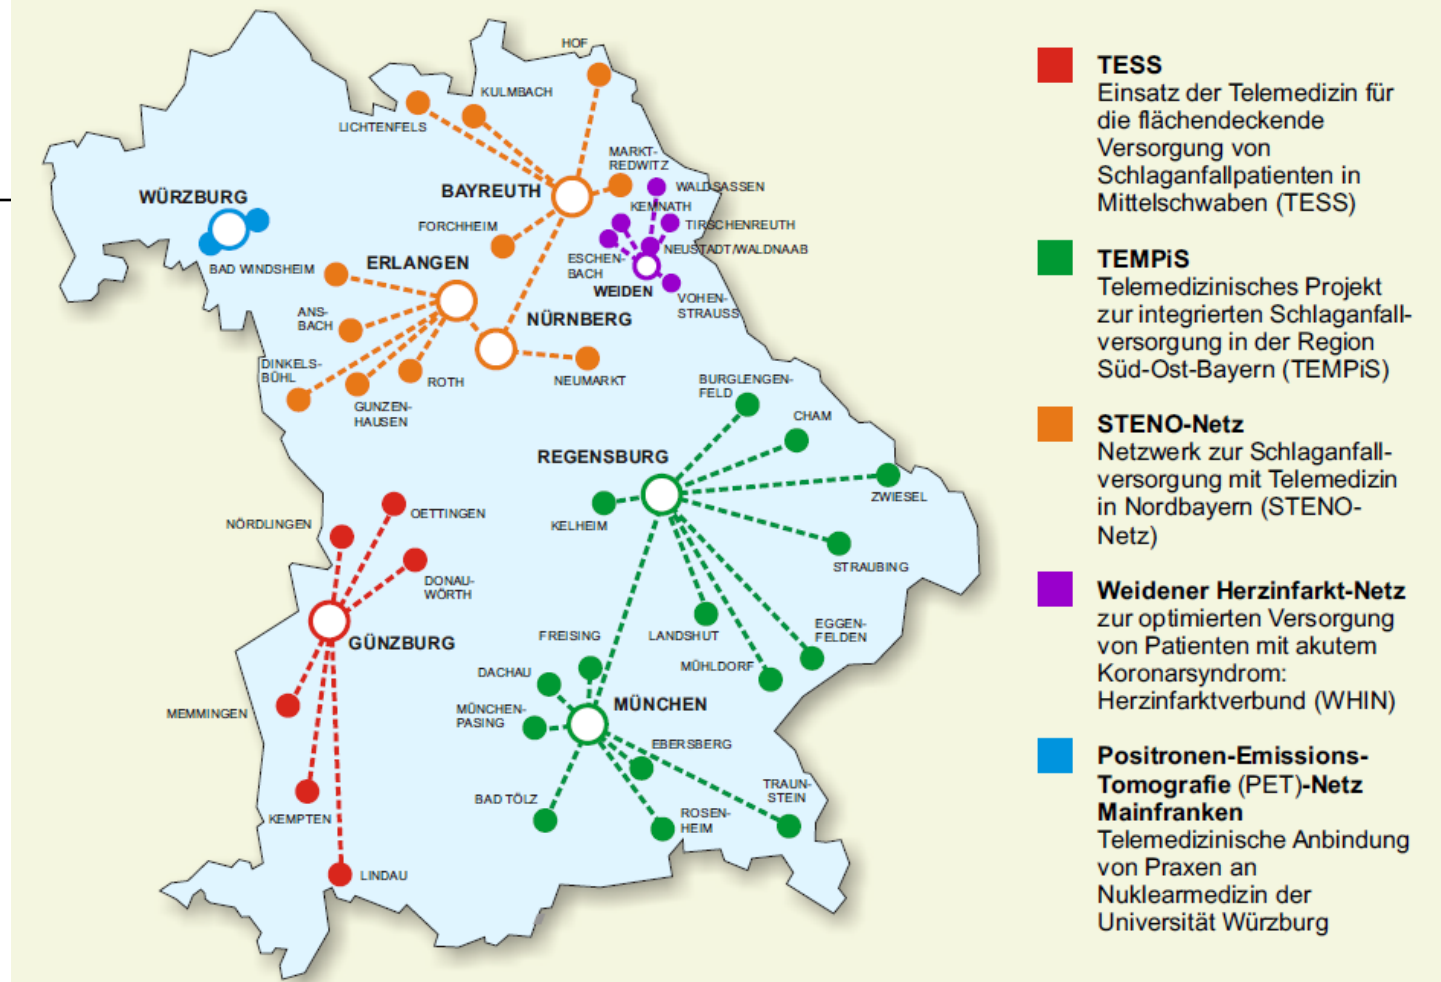 HOF
KULMBACH
LICHTENFELS
MARKT-
REDWITZ
BAYREUTH
WALDSASSEN
WÜRZBURG
KEMNATH
FORCHHEIM
TIRSCHENREUTH
NEUSTADT/WALDNAAB
ESCHEN-
BACH
BAD WINDSHEIM
ERLANGEN
WEIDEN
VOHEN-
STRAUSS
ANS-
BACH
NÜRNBERG
DINKELS-
BÜHL
ROTH
NEUMARKT
GUNZEN-
HAUSEN
BURGLENGEN-
FELD
CHAM
REGENSBURG
ZWIESEL
KELHEIM
OETTINGEN
NÖRDLINGEN
STRAUBING
DONAU-
WÖRTH
EGGEN-
FELDEN
FREISING
LANDSHUT
GÜNZBURG
MÜHLDORF
DACHAU
MÜNCHEN
MÜNCHEN-
PASING
MEMMINGEN
EBERSBERG
TRAUN-
STEIN
BAD TÖLZ
ROSEN-
HEIM
KEMPTEN
LINDAU
TESS
Einsatz der Telemedizin für
die flächendeckende
Versorgung von
Schlaganfallpatienten in
Mittelschwaben (TESS)
TEMPiS
Telemedizinisches Projekt
zur integrierten Schlaganfall-
versorgung in der Region
Süd-Ost-Bayern (TEMPiS)
STENO-Netz
Netzwerk zur Schlaganfall-
versorgung mit Telemedizin
in Nordbayern (STENO-
Netz)
Weidener Herzinfarkt-Netz
zur optimierten Versorgung
von Patienten mit akutem
Koronarsyndrom:
Herzinfarktverbund (WHIN)
Positronen-Emissions-
Tomografie (PET)-Netz
Mainfranken
Telemedizinische Anbindung
von Praxen an
Nuklearmedizin der
Universität Würzburg